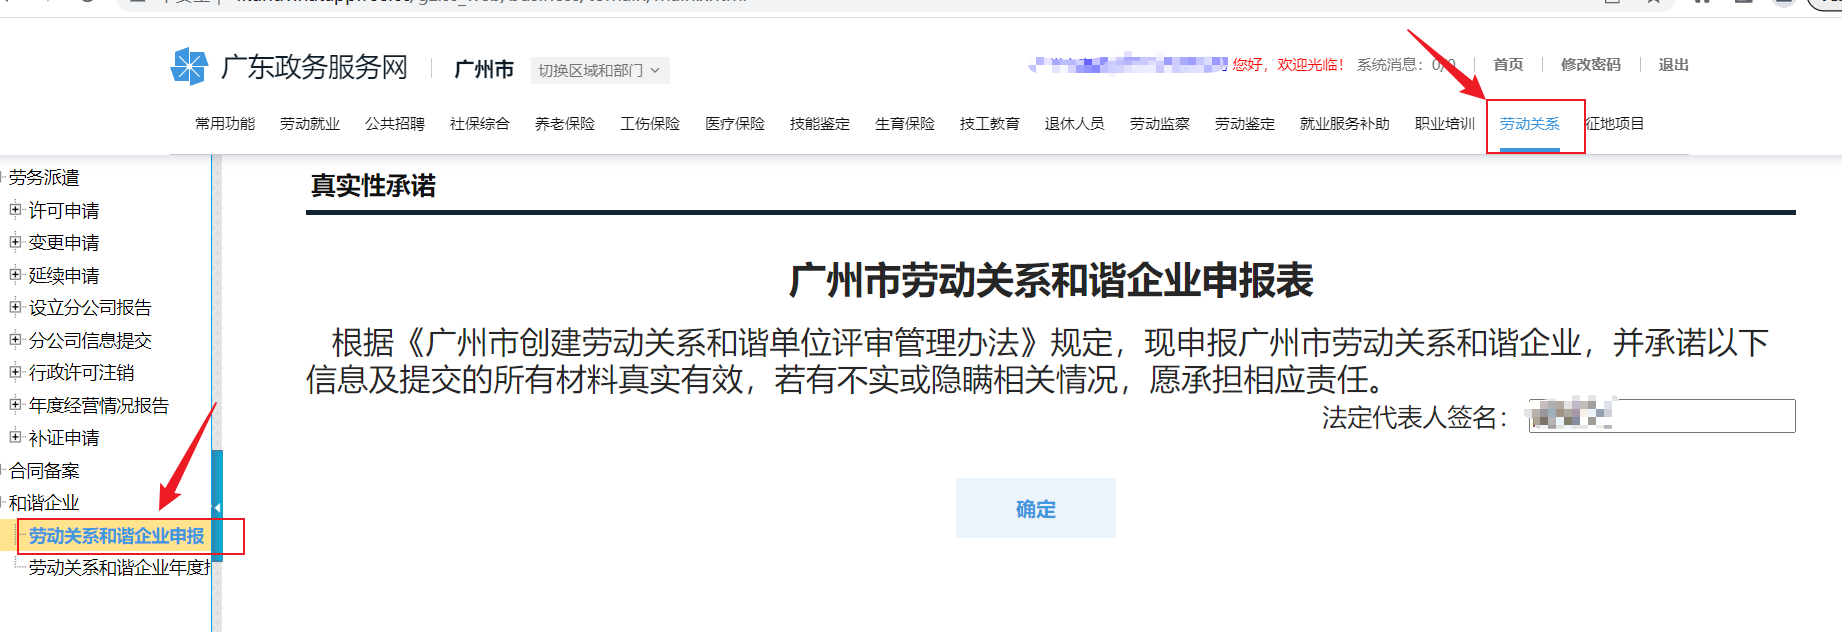 广东政务服务网
广州市
切换区域和部门
您好，欢迎光临！
系统消息：0/0
首页
修改密码
退出
常用功能 劳动就业 公共招聘 社保综合 养老保险 工伤保险 医疗保险 技能鉴定 生育保险 技工教育 退休人员 劳动监察 劳动鉴定 就业服务补助 职业培训 劳动关系 征地项目
劳务派遣
许可申请
变更申请
延续申请
设立分公司报告
分公司信息提交
行政许可注销
年度经营情况报告
补证申请
合同备案
和谐企业
劳动关系和谐企业申报
劳动关系和谐企业年度
真实性承诺
广州市劳动关系和谐企业申报表
根据《广州市创建劳动关系和谐单位评审管理办法》规定，现申报广州市劳动关系和谐企业，并承诺以下
信息及提交的所有材料真实有效，若有不实或隐瞒相关情况，愿承担相应责任。
法定代表人签名：
确定